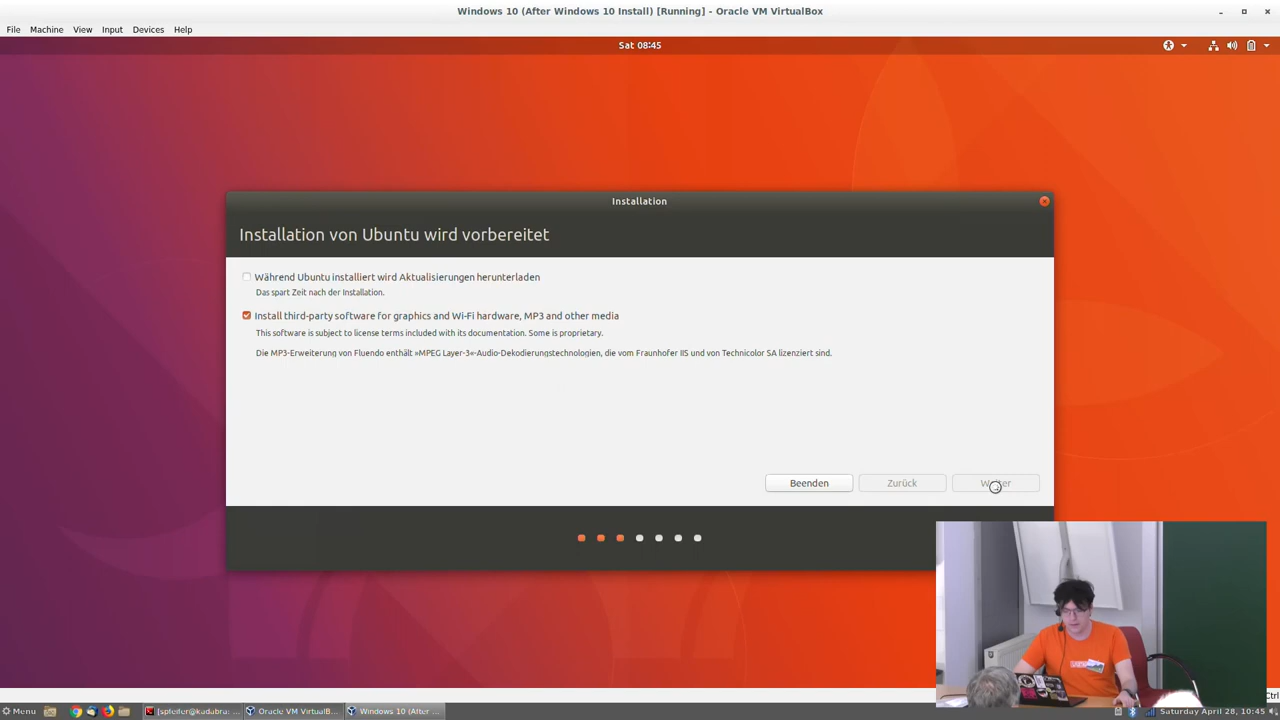 Windows 10 (After Windows 10 Install) [Running] - Oracle VM VirtualBox
File Machine View Input Devices Help
Sat 08:45
Installation
Installation von Ubuntu wird vorbereitet
Während Ubuntu installiert wird Aktualisierungen herunterladen
Das spart Zeit nach der Installation.
Install third-party software for graphics and Wi-Fi hardware, MP3 and other media
This software is subject to license terms included with its documentation. Some is proprietary.
Die MP3-Erweiterung von Fluendo enthält »MPEG Layer-3«-Audio-Dekodierungstechnologien, die vom Fraunhofer IIS und von Technicolor SA lizenziert sind.
Beenden Zurück Weiter
Ctrl
Menu [spfeifer@kadabra: ... Oracle VM VirtualB... Windows 10 (After ... Saturday April 28, 10:45